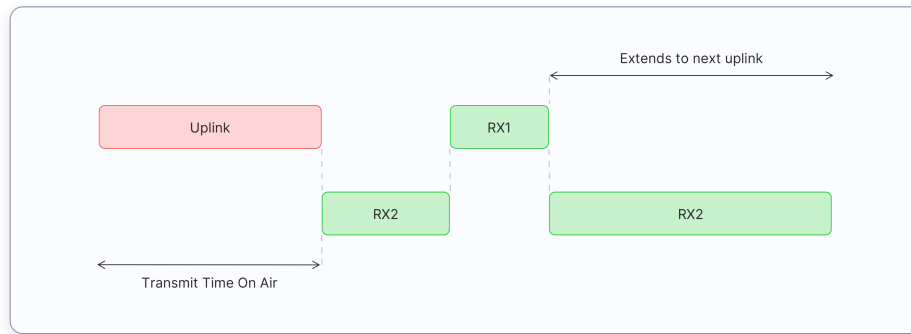 Extends to next uplink
Uplink
RX1
RX2
RX2
Transmit Time On Air